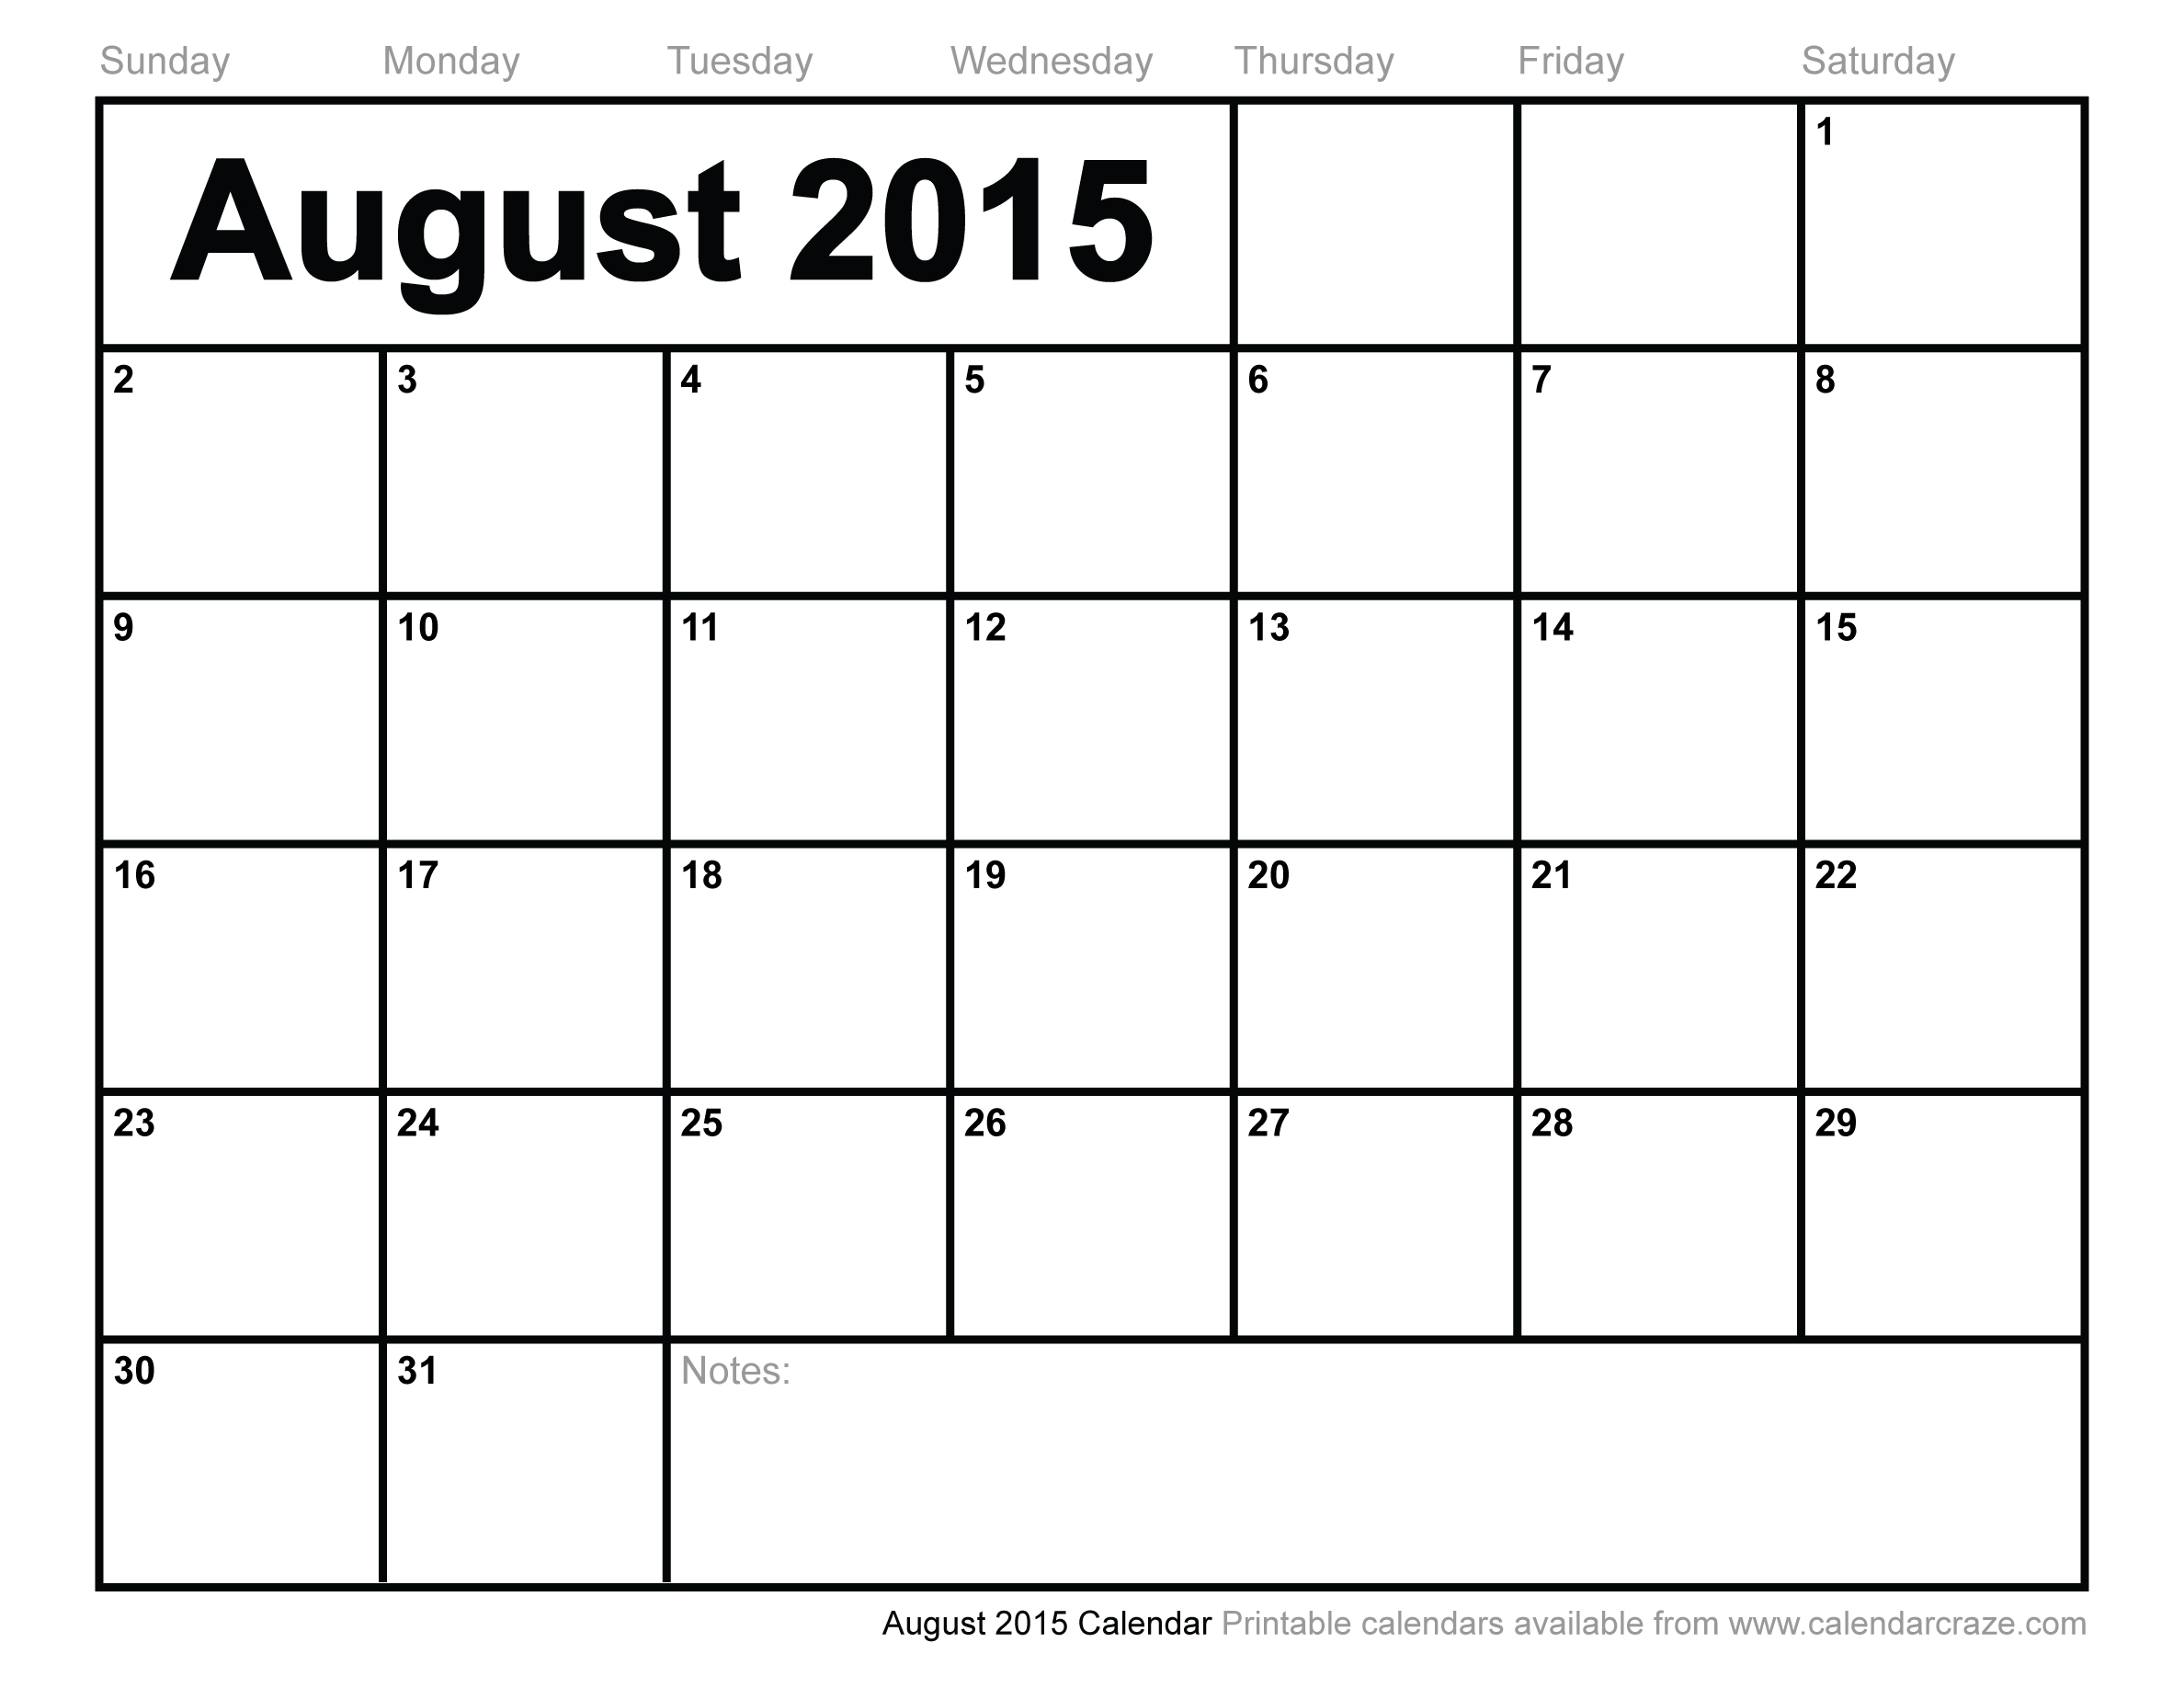 Sunday Monday Tuesday Wednesday Thursday Friday Saturday
August 2015 1
2 3 4 5 6 7 8
9 10 11 12 13 14 15
16 17 18 19 20 21 22
23 24 25 26 27 28 29
30 31 Notes:
August 2015 Calendar Printable calendars available from www.calendarcraze.com